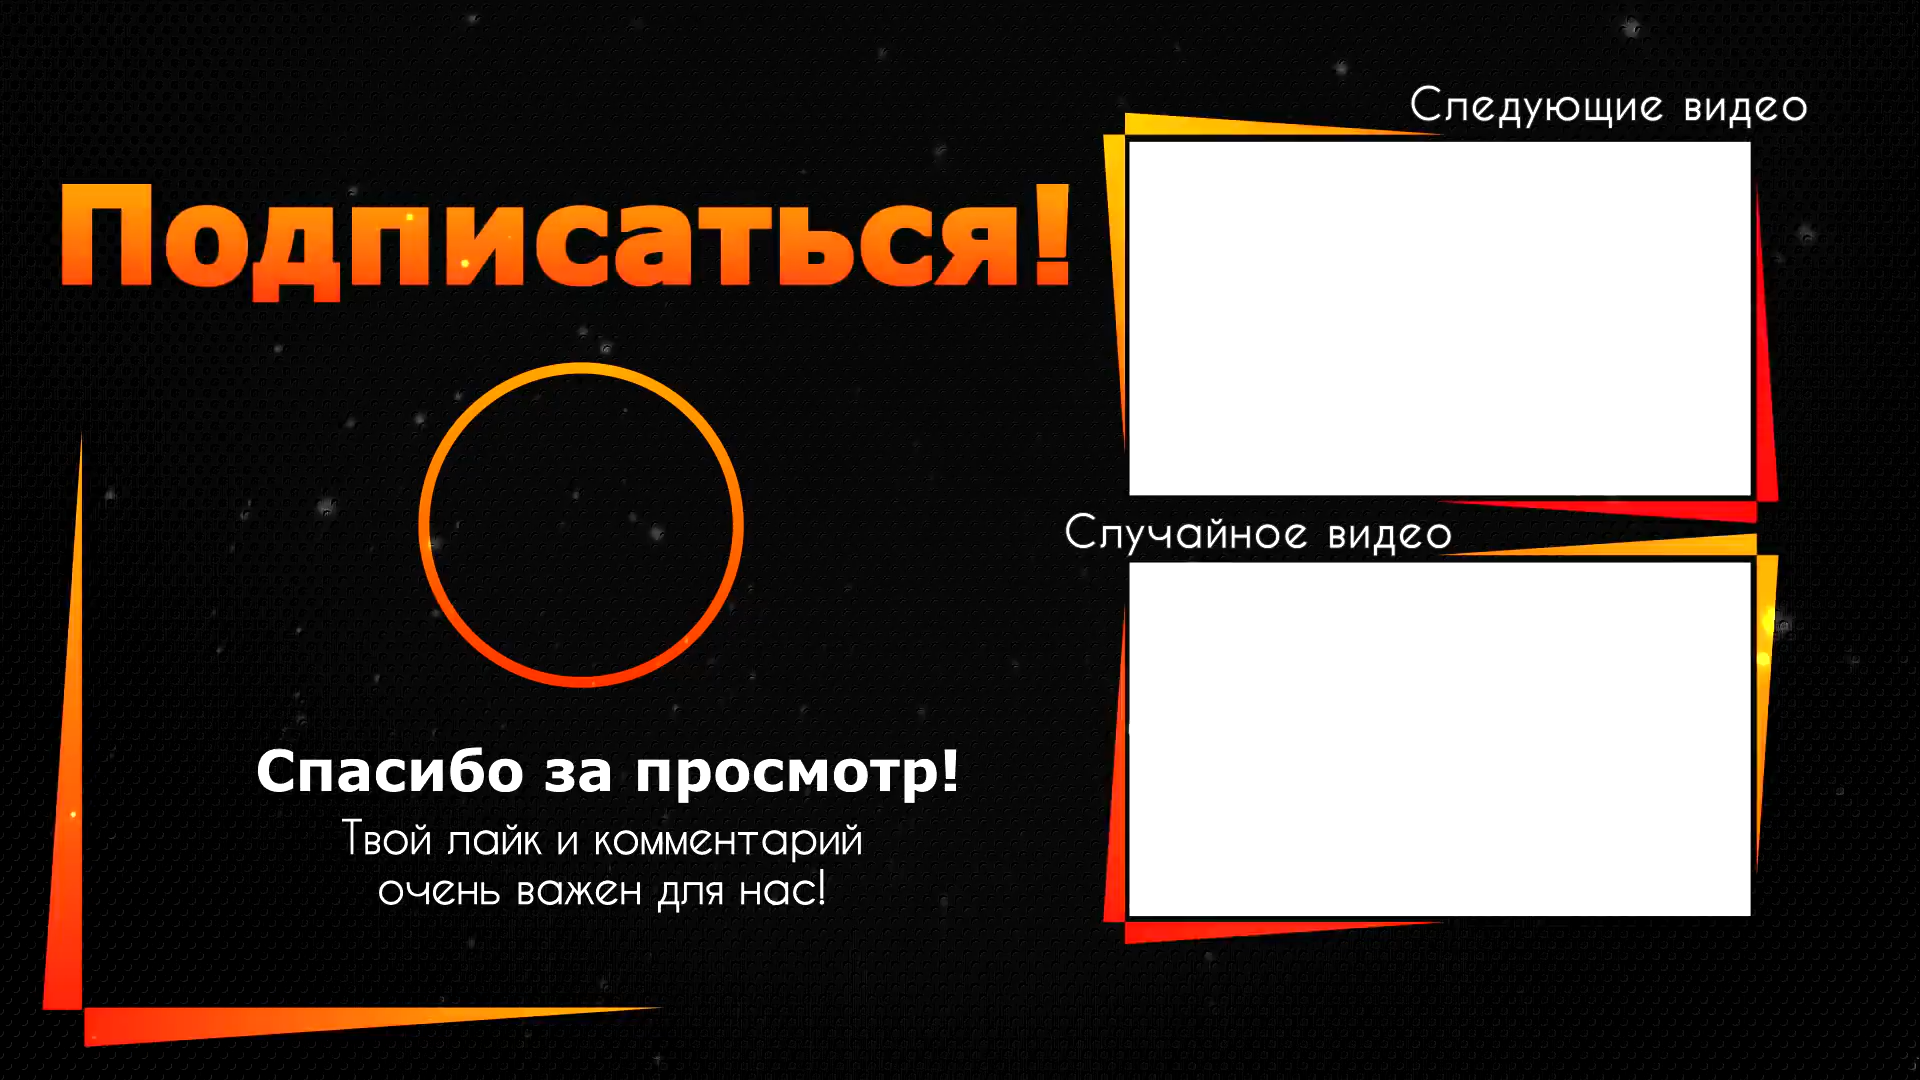 Следующие видео
Подписаться!
Случайное видео
Спасибо за просмотр!
Твой лайк и комментарий
очень важен для нас!